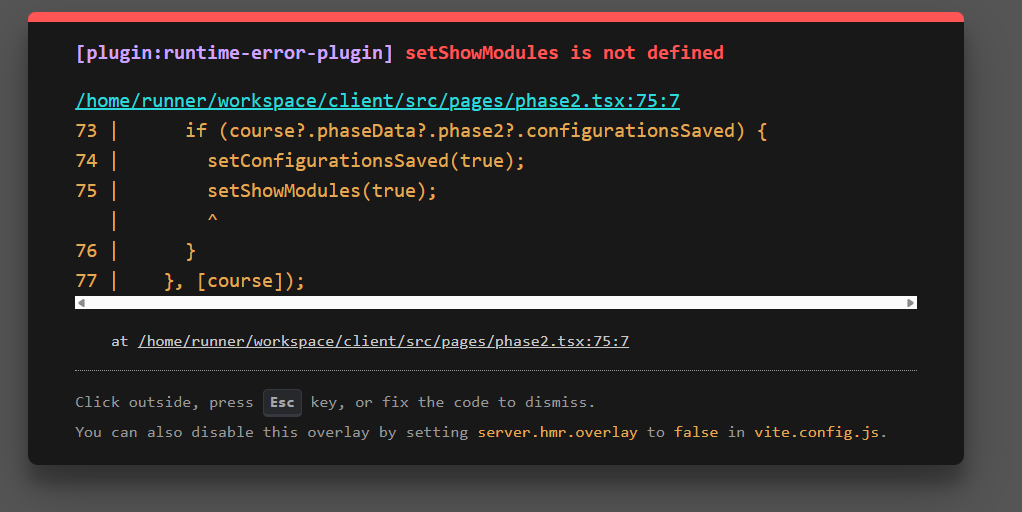 [plugin:runtime-error-plugin] setShowModules is not defined
/home/runner/workspace/client/src/pages/phase2.tsx:75:7
73 |      if (course?.phaseData?.phase2?.configurationsSaved) {
74 |        setConfigurationsSaved(true);
75 |        setShowModules(true);
   |        ^
76 |      }
77 |    }, [course]);
at /home/runner/workspace/client/src/pages/phase2.tsx:75:7
Click outside, press Esc key, or fix the code to dismiss.
You can also disable this overlay by setting server.hmr.overlay to false in vite.config.js.